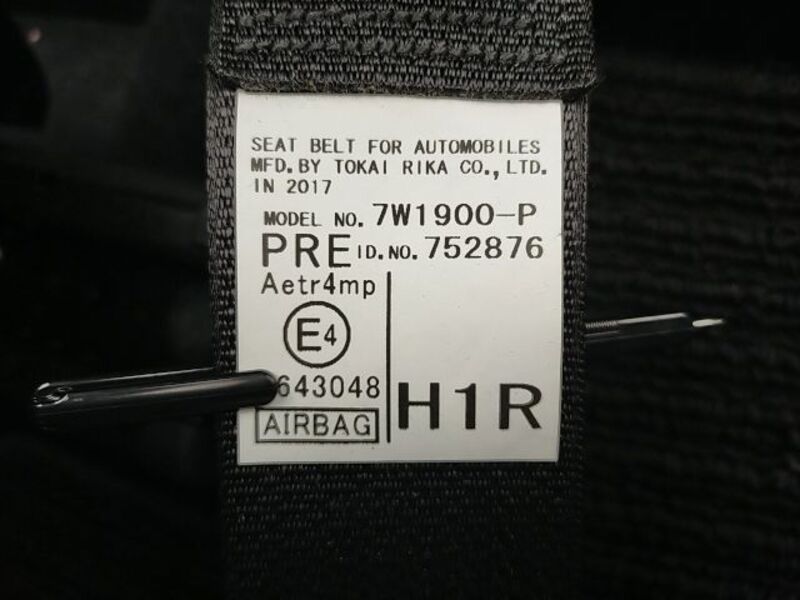 SEAT BELT FOR AUTOMOBILES
MFD. BY TOKAI RIKA CO., LTD.
IN 2017
MODEL NO. 7W1900-P
PRE ID. NO. 752876
Aetr4mp
E4
643048
AIRBAG
H1R